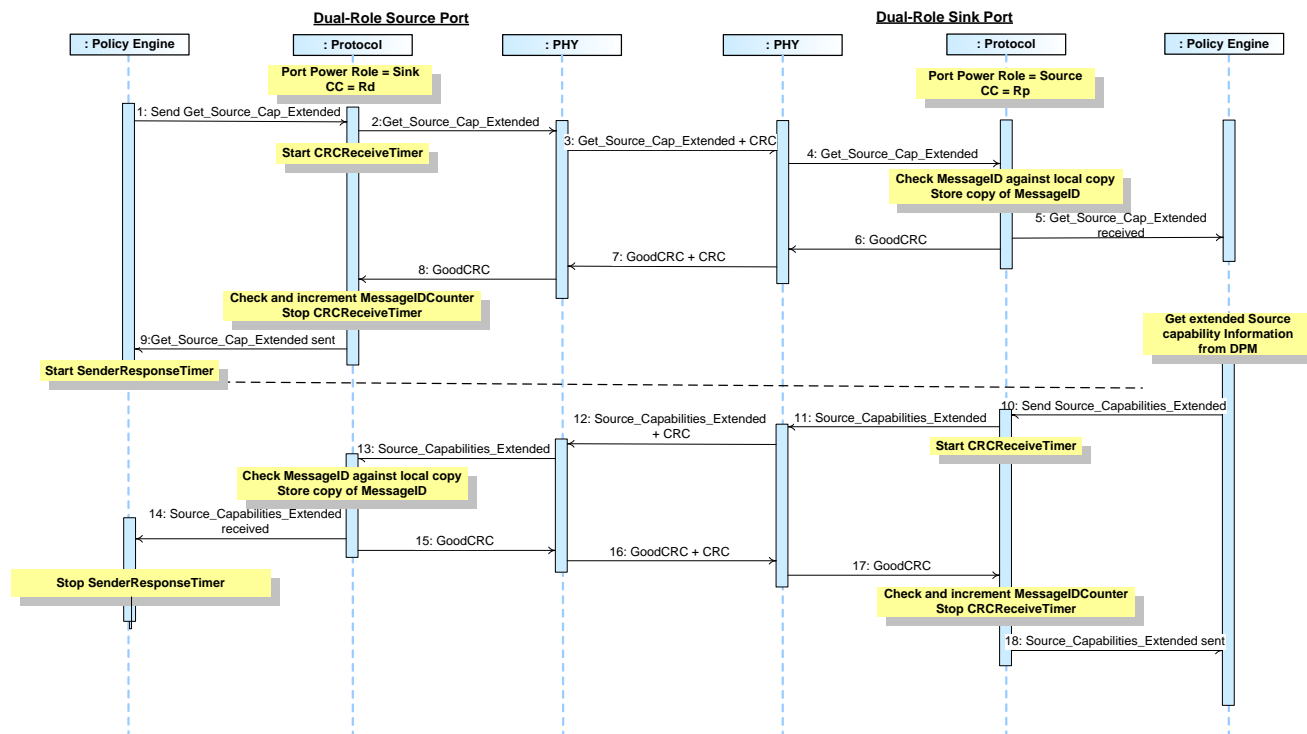 Dual-Role Source Port
Dual-Role Sink Port
: Policy Engine
: Protocol
: PHY
: PHY
: Protocol
: Policy Engine
Port Power Role = Sink
CC = Rd
Port Power Role = Source
CC = Rp
1: Send Get_Source_Cap_Extended
2:Get_Source_Cap_Extended
Start CRCReceiveTimer
3: Get_Source_Cap_Extended + CRC
4: Get_Source_Cap_Extended
Check MessageID against local copy
Store copy of MessageID
5: Get_Source_Cap_Extended
received
6: GoodCRC
7: GoodCRC + CRC
8: GoodCRC
Check and increment MessageIDCounter
Stop CRCReceiveTimer
9:Get_Source_Cap_Extended sent
Start SenderResponseTimer
Get extended Source
capability Information
from DPM
10: Send Source_Capabilities_Extended
11: Source_Capabilities_Extended
Start CRCReceiveTimer
12: Source_Capabilities_Extended
+ CRC
13: Source_Capabilities_Extended
Check MessageID against local copy
Store copy of MessageID
14: Source_Capabilities_Extended
received
15: GoodCRC
16: GoodCRC + CRC
17: GoodCRC
Stop SenderResponseTimer
Check and increment MessageIDCounter
Stop CRCReceiveTimer
18: Source_Capabilities_Extended sent